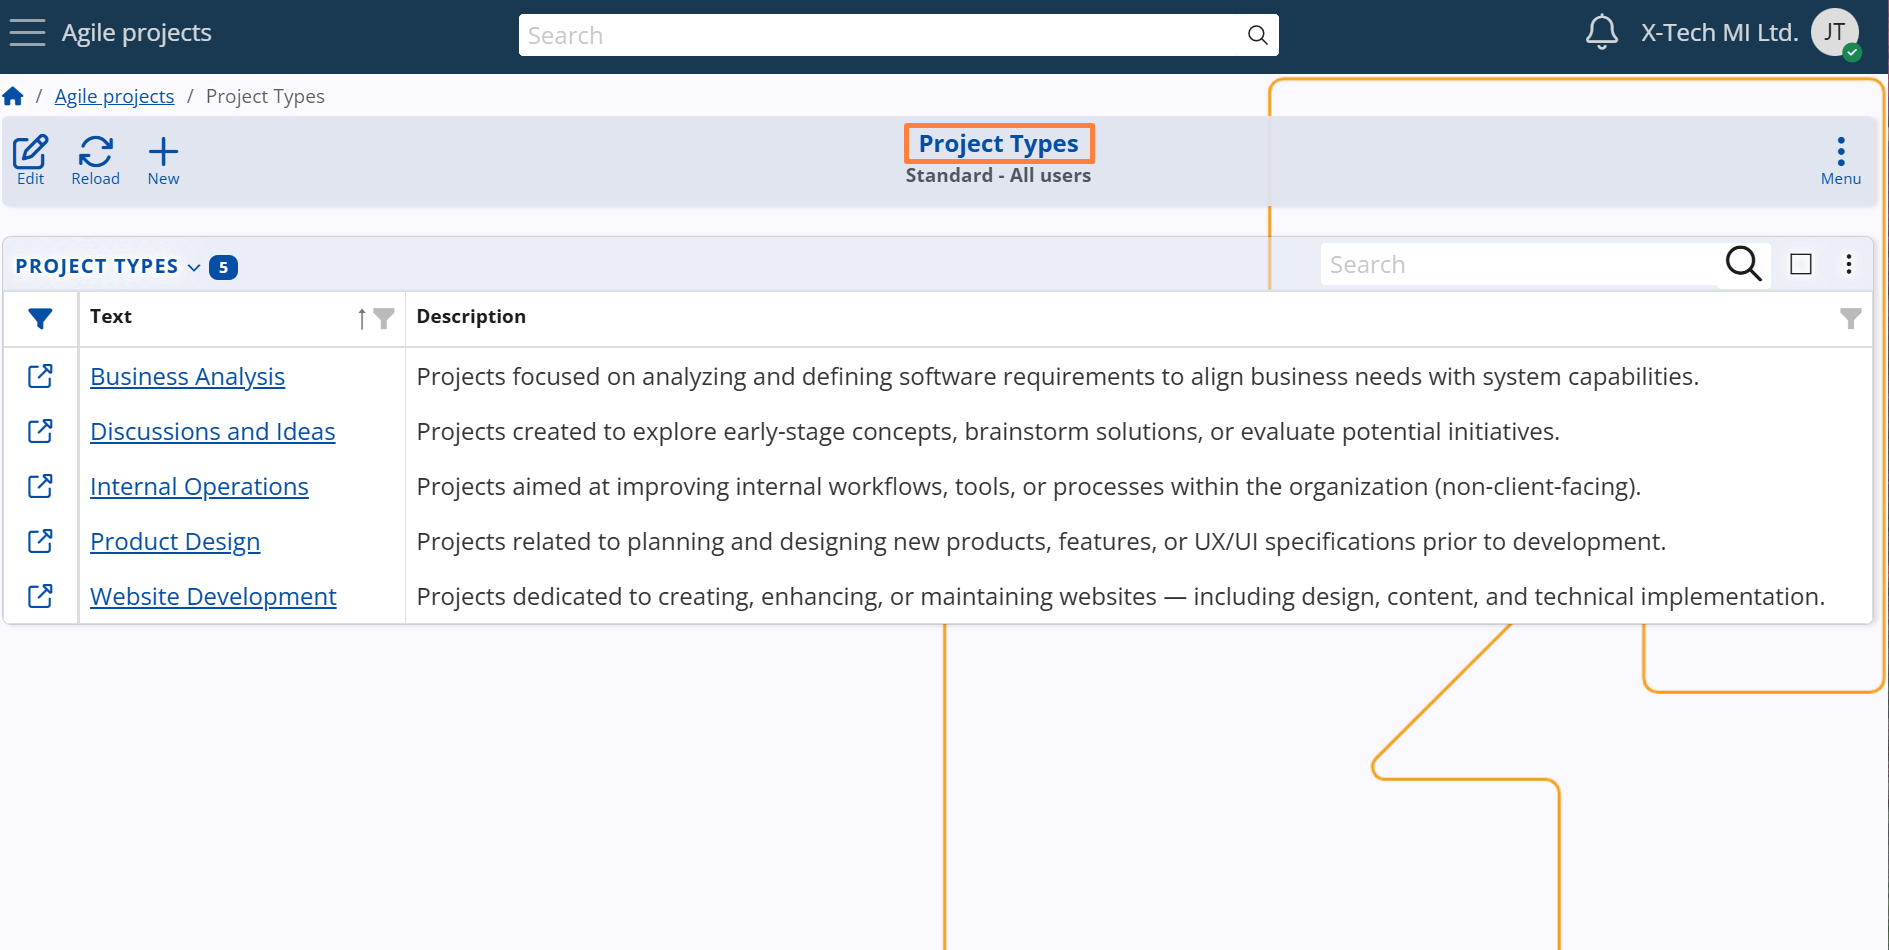 Agile projects
Search
X-Tech MI Ltd.
JT
/ Agile projects / Project Types
Edit
Reload
New
Project Types
Standard - All users
Menu
PROJECT TYPES 5
Search
Text
Description
Business Analysis
Projects focused on analyzing and defining software requirements to align business needs with system capabilities.
Discussions and Ideas
Projects created to explore early-stage concepts, brainstorm solutions, or evaluate potential initiatives.
Internal Operations
Projects aimed at improving internal workflows, tools, or processes within the organization (non-client-facing).
Product Design
Projects related to planning and designing new products, features, or UX/UI specifications prior to development.
Website Development
Projects dedicated to creating, enhancing, or maintaining websites — including design, content, and technical implementation.